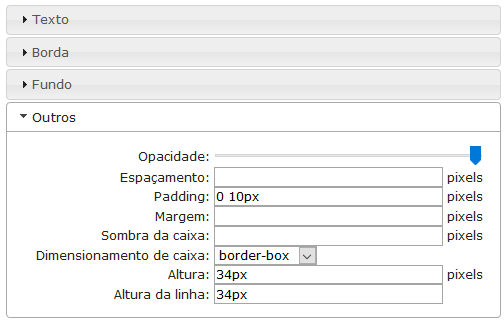 Texto
Borda
Fundo
Outros
Opacidade:
Espaçamento: pixels
Padding: 0 10px pixels
Margem: pixels
Sombra da caixa: pixels
Dimensionamento de caixa: border-box
Altura: 34px pixels
Altura da linha: 34px